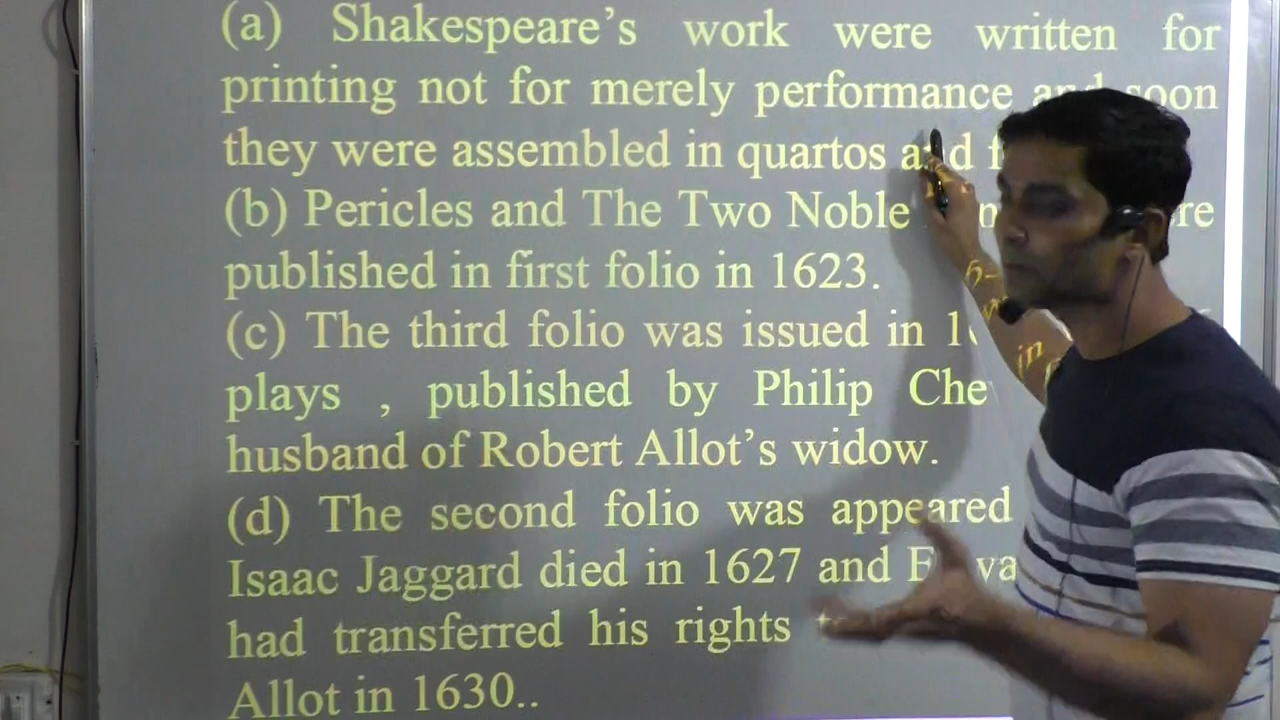 (a) Shakespeare's work were written for
printing not for merely performance and soon
they were assembled in quartos and
(b) Pericles and The Two Noble
published in first folio in 1623.
(c) The third folio was issued in
plays , published by Philip
husband of Robert Allot's widow.
(d) The second folio was appeared
Isaac Jaggard died in 1627 and
had transferred his rights
Allot in 1630..